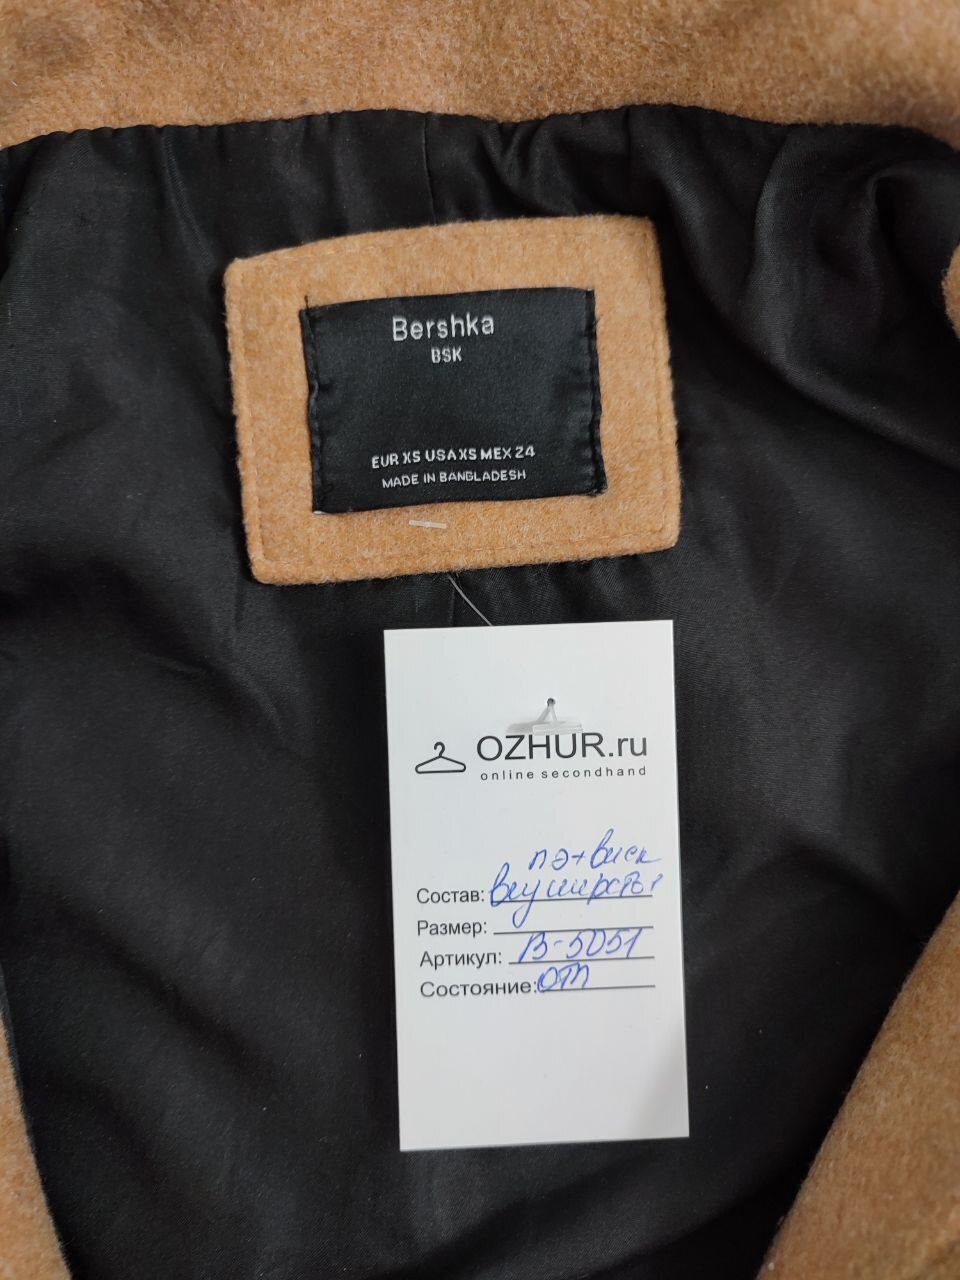 Bershka
BSK
EUR XS USA XS MEX 24
MADE IN BANGLADESH
OZHUR.ru
online secondhand
пэ+виск
Состав:
Размер:
Артикул: В-5051
Состояние: отл